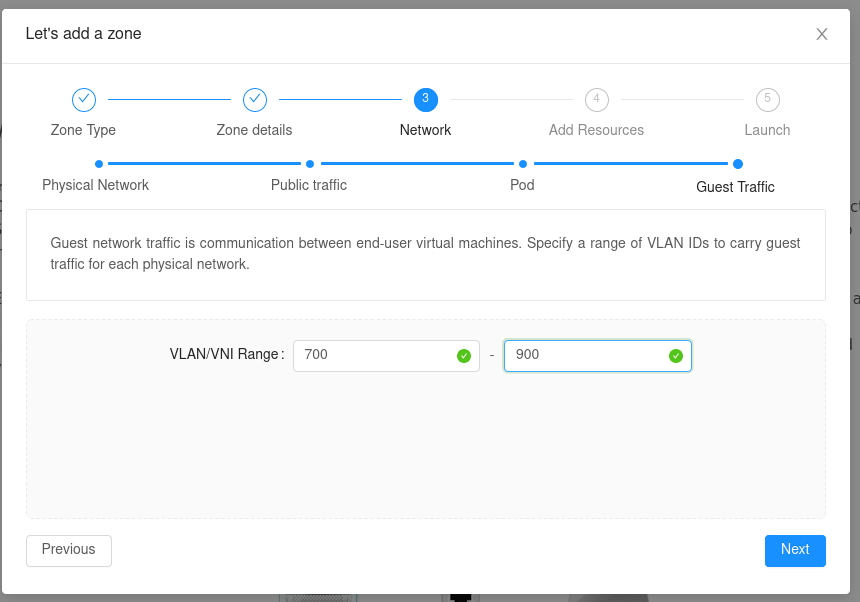 Let's add a zone
3
4
5
Zone Type
Zone details
Network
Add Resources
Launch
Physical Network
Public traffic
Pod
Guest Traffic
Guest network traffic is communication between end-user virtual machines. Specify a range of VLAN IDs to carry guest
traffic for each physical network.
VLAN/VNI Range : 700 - 900
Previous
Next